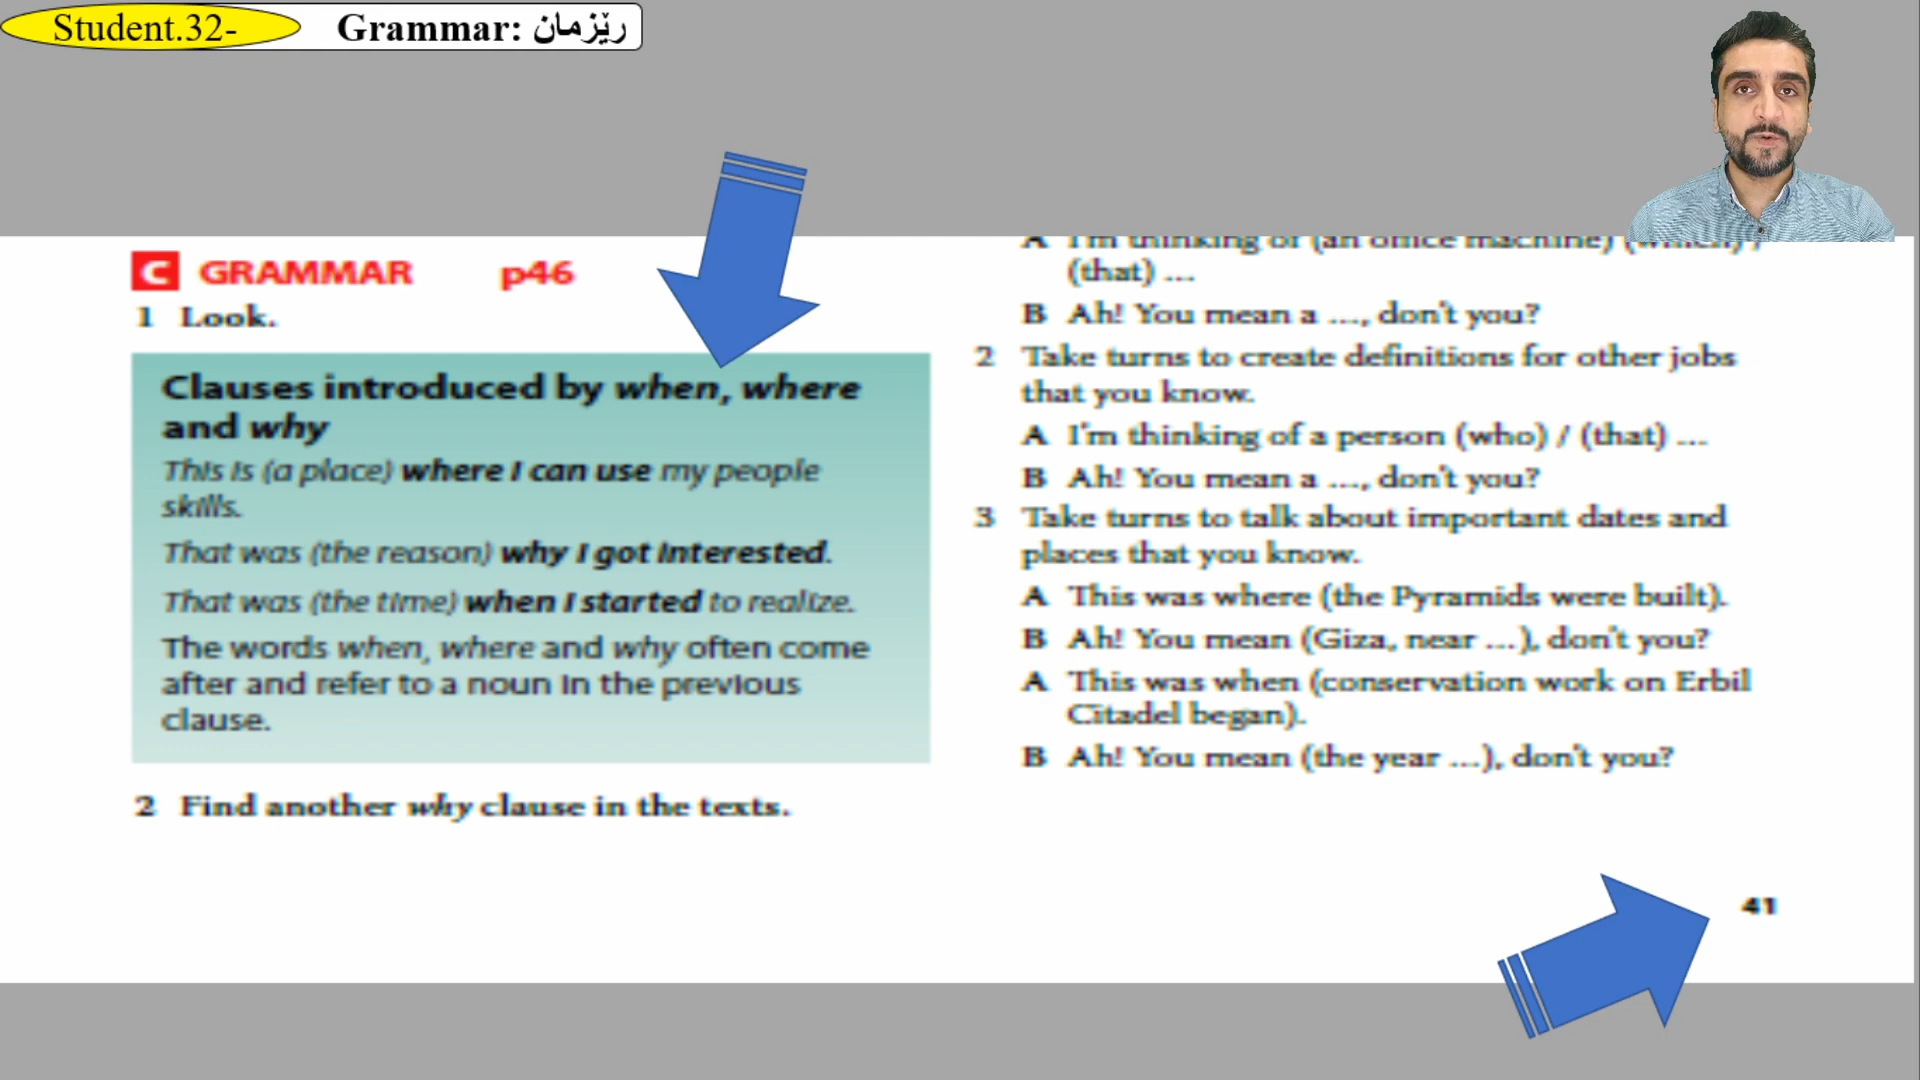 Student.32-
Grammar: ڕێزمان
C GRAMMAR p46
1 Look.
Clauses introduced by when, where
and why
This is (a place) where I can use my people
skills.
That was (the reason) why I got interested.
That was (the time) when I started to realize.
The words when, where and why often come
after and refer to a noun in the previous
clause.
2 Find another why clause in the texts.
A I'm thinking of (an office machine) (which) /
(that) ...
B Ah! You mean a ..., don't you?
2 Take turns to create definitions for other jobs
that you know.
A I'm thinking of a person (who) / (that) ...
B Ah! You mean a ..., don't you?
3 Take turns to talk about important dates and
places that you know.
A This was where (the Pyramids were built).
B Ah! You mean (Giza, near ...), don't you?
A This was when (conservation work on Erbil
Citadel began).
B Ah! You mean (the year ...), don't you?
41